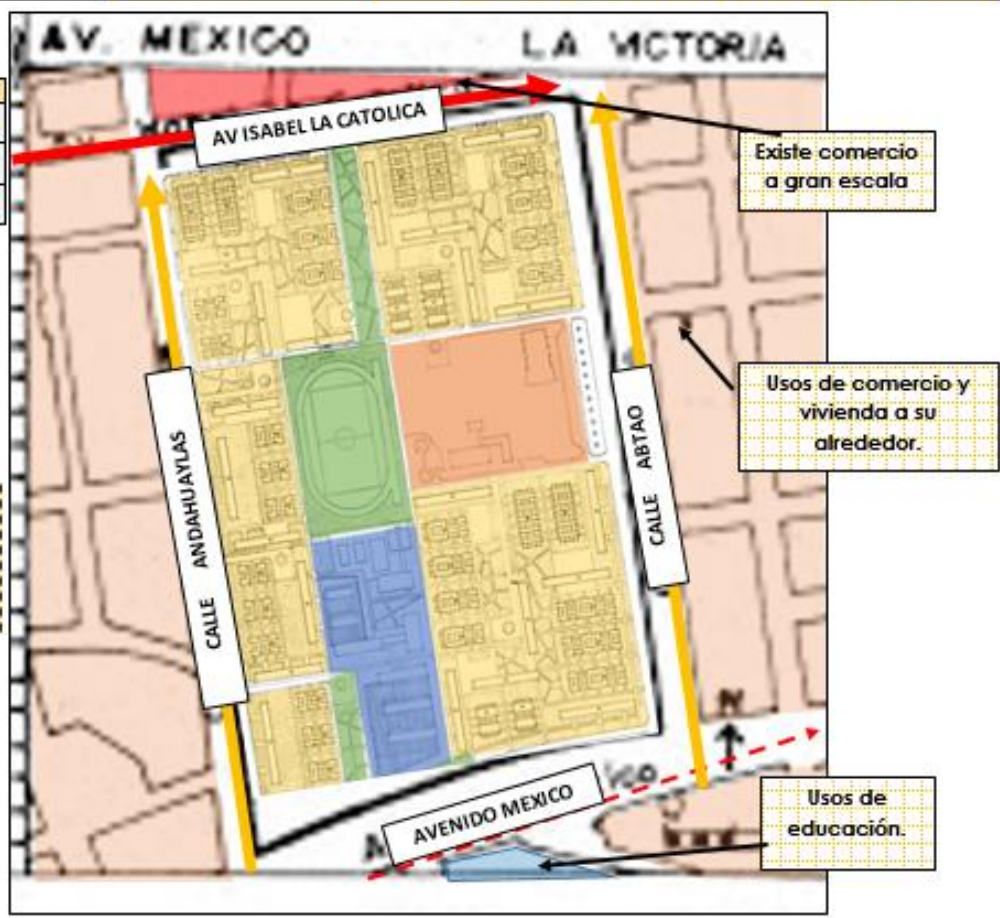 AV. MEXICO LA VICTORIA
AV ISABEL LA CATOLICA
Existe comercio
a gran escala
Usos de comercio y
vivienda a su
alrededor.
CALLE ANDAHUAYLAS
CALLE ABTAO
N
AVENIDO MEXICO
Usos de
educación.